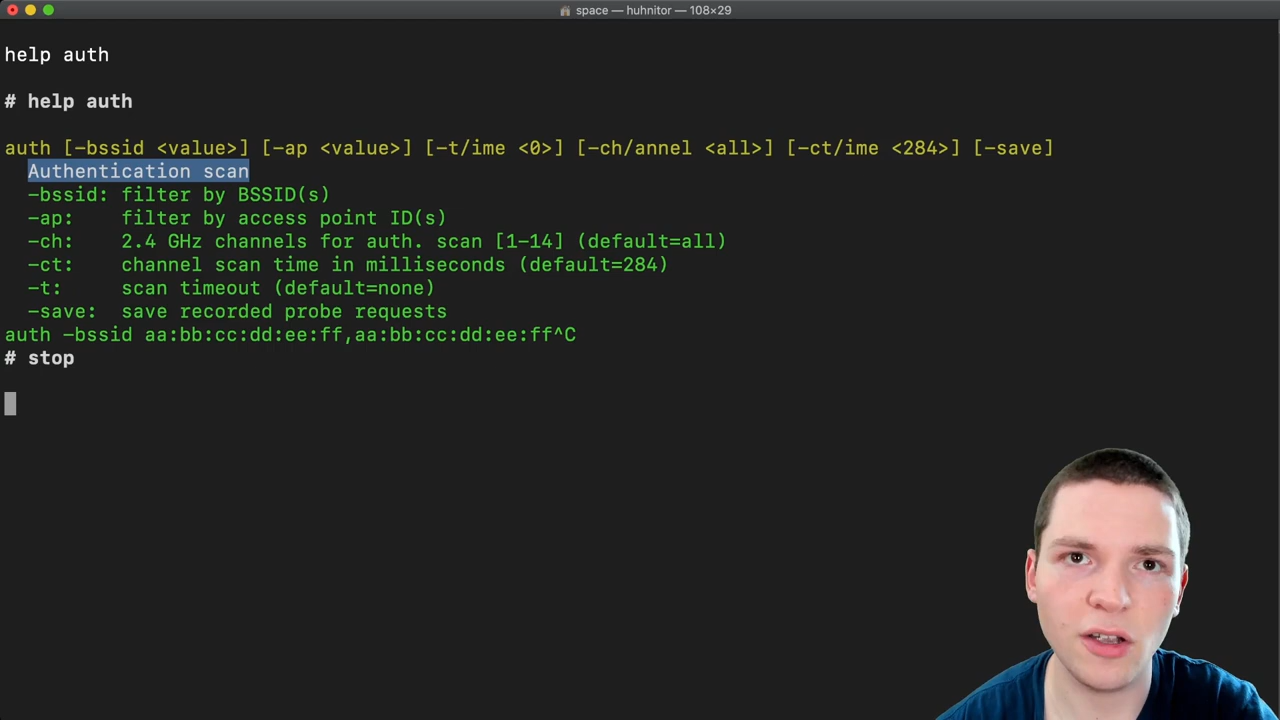 space — huhnitor — 108×29
help auth
# help auth
auth [-bssid <value>] [-ap <value>] [-t/ime <0>] [-ch/annel <all>] [-ct/ime <284>] [-save]
Authentication scan
-bssid: filter by BSSID(s)
-ap: filter by access point ID(s)
-ch: 2.4 GHz channels for auth. scan [1-14] (default=all)
-ct: channel scan time in milliseconds (default=284)
-t: scan timeout (default=none)
-save: save recorded probe requests
auth -bssid aa:bb:cc:dd:ee:ff,aa:bb:cc:dd:ee:ff^C
# stop